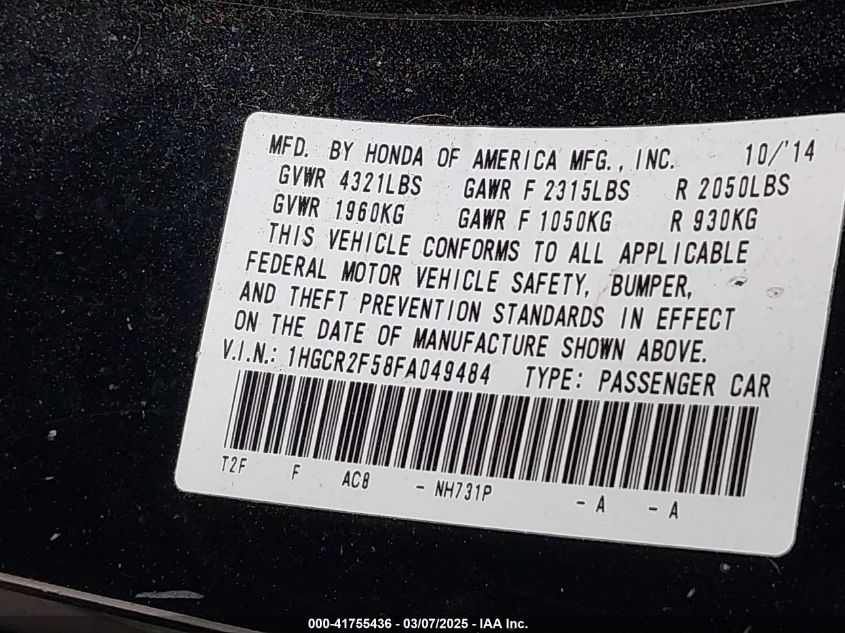 MFD. BY HONDA OF AMERICA MFG., INC. 10/'14
GVWR 4321LBS GAWR F 2315LBS R 2050LBS
GVWR 1960KG GAWR F 1050KG R 930KG
THIS VEHICLE CONFORMS TO ALL APPLICABLE
FEDERAL MOTOR VEHICLE SAFETY, BUMPER,
AND THEFT PREVENTION STANDARDS IN EFFECT
ON THE DATE OF MANUFACTURE SHOWN ABOVE.
V.I.N.: 1HGCR2F58FA049484 TYPE: PASSENGER CAR
T2F F AC8 - NH731P - A - A
000-41755436 - 03/07/2025 - IAA Inc.